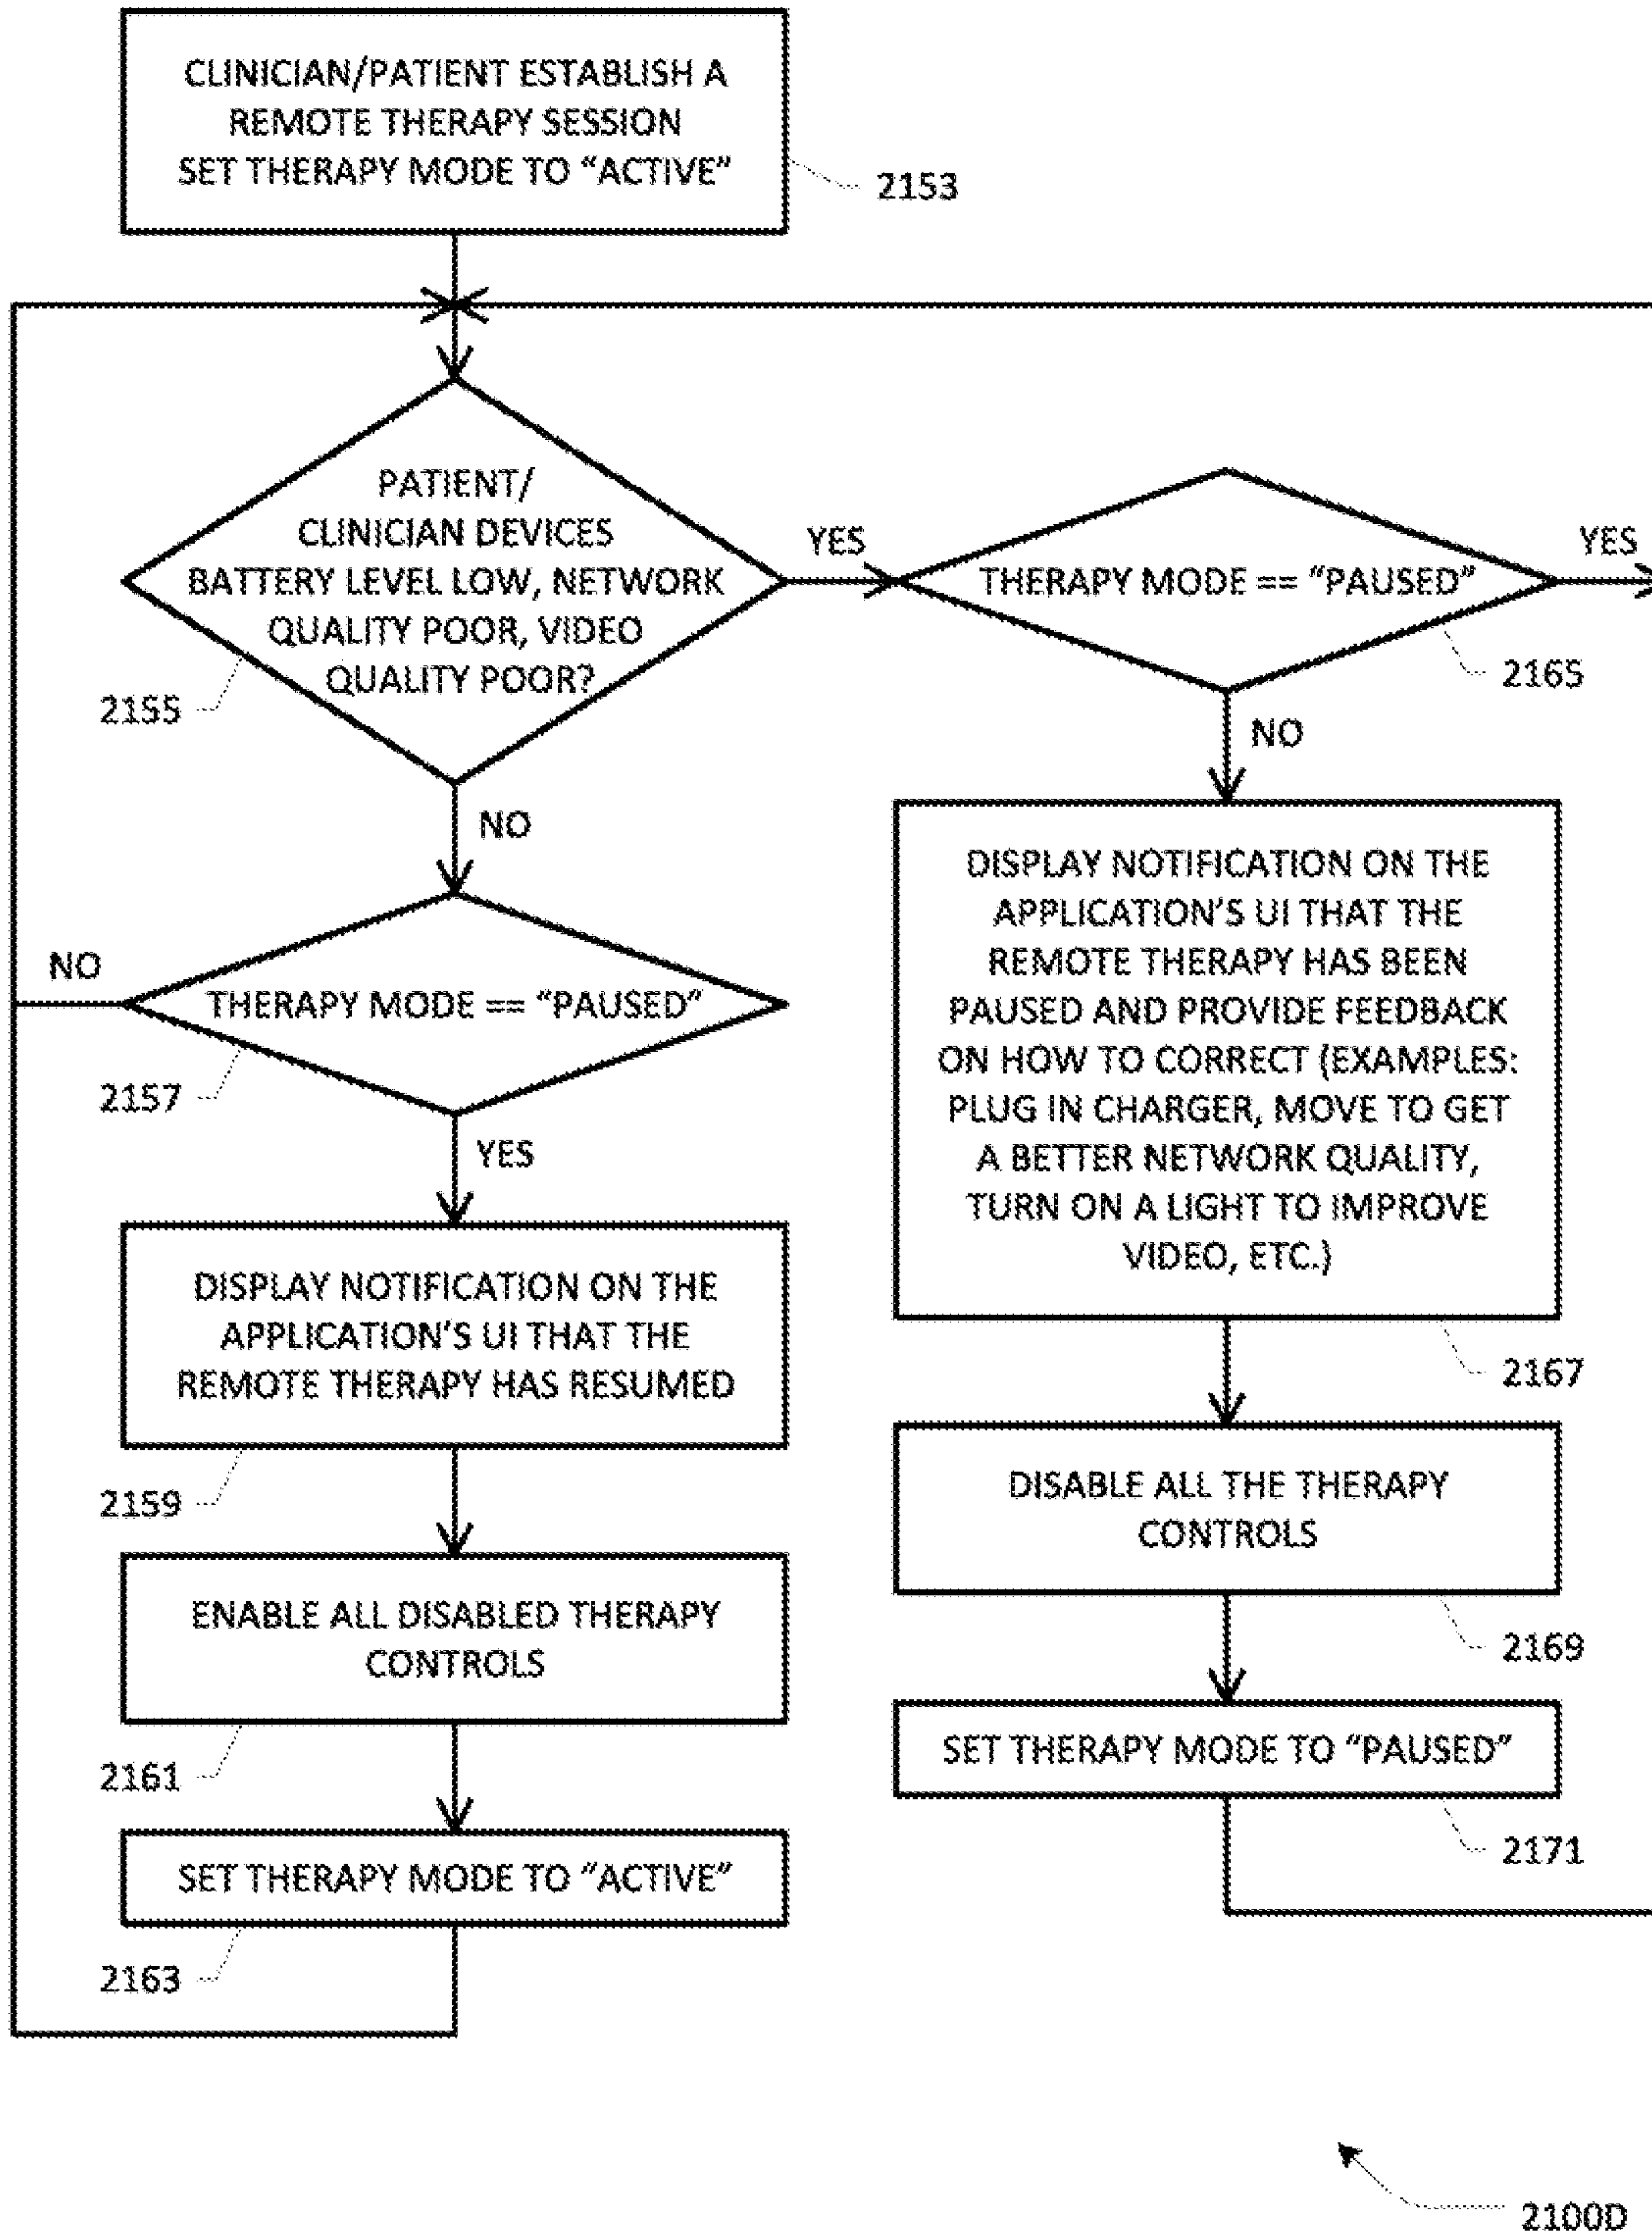 CLINICIAN/PATIENT ESTABLISH A
REMOTE THERAPY SESSION
SET THERAPY MODE TO “ACTIVE”
2153
PATIENT/
CLINICIAN DEVICES
BATTERY LEVEL LOW, NETWORK
QUALITY POOR, VIDEO
QUALITY POOR?
2155
YES
THERAPY MODE == “PAUSED”
YES
2165
NO
NO
THERAPY MODE == “PAUSED”
NO
2157
YES
DISPLAY NOTIFICATION ON THE
APPLICATION’S UI THAT THE
REMOTE THERAPY HAS RESUMED
2159
ENABLE ALL DISABLED THERAPY
CONTROLS
2161
SET THERAPY MODE TO “ACTIVE”
2163
DISPLAY NOTIFICATION ON THE
APPLICATION’S UI THAT THE
REMOTE THERAPY HAS BEEN
PAUSED AND PROVIDE FEEDBACK
ON HOW TO CORRECT (EXAMPLES:
PLUG IN CHARGER, MOVE TO GET
A BETTER NETWORK QUALITY,
TURN ON A LIGHT TO IMPROVE
VIDEO, ETC.)
2167
DISABLE ALL THE THERAPY
CONTROLS
2169
SET THERAPY MODE TO “PAUSED”
2171
2100D